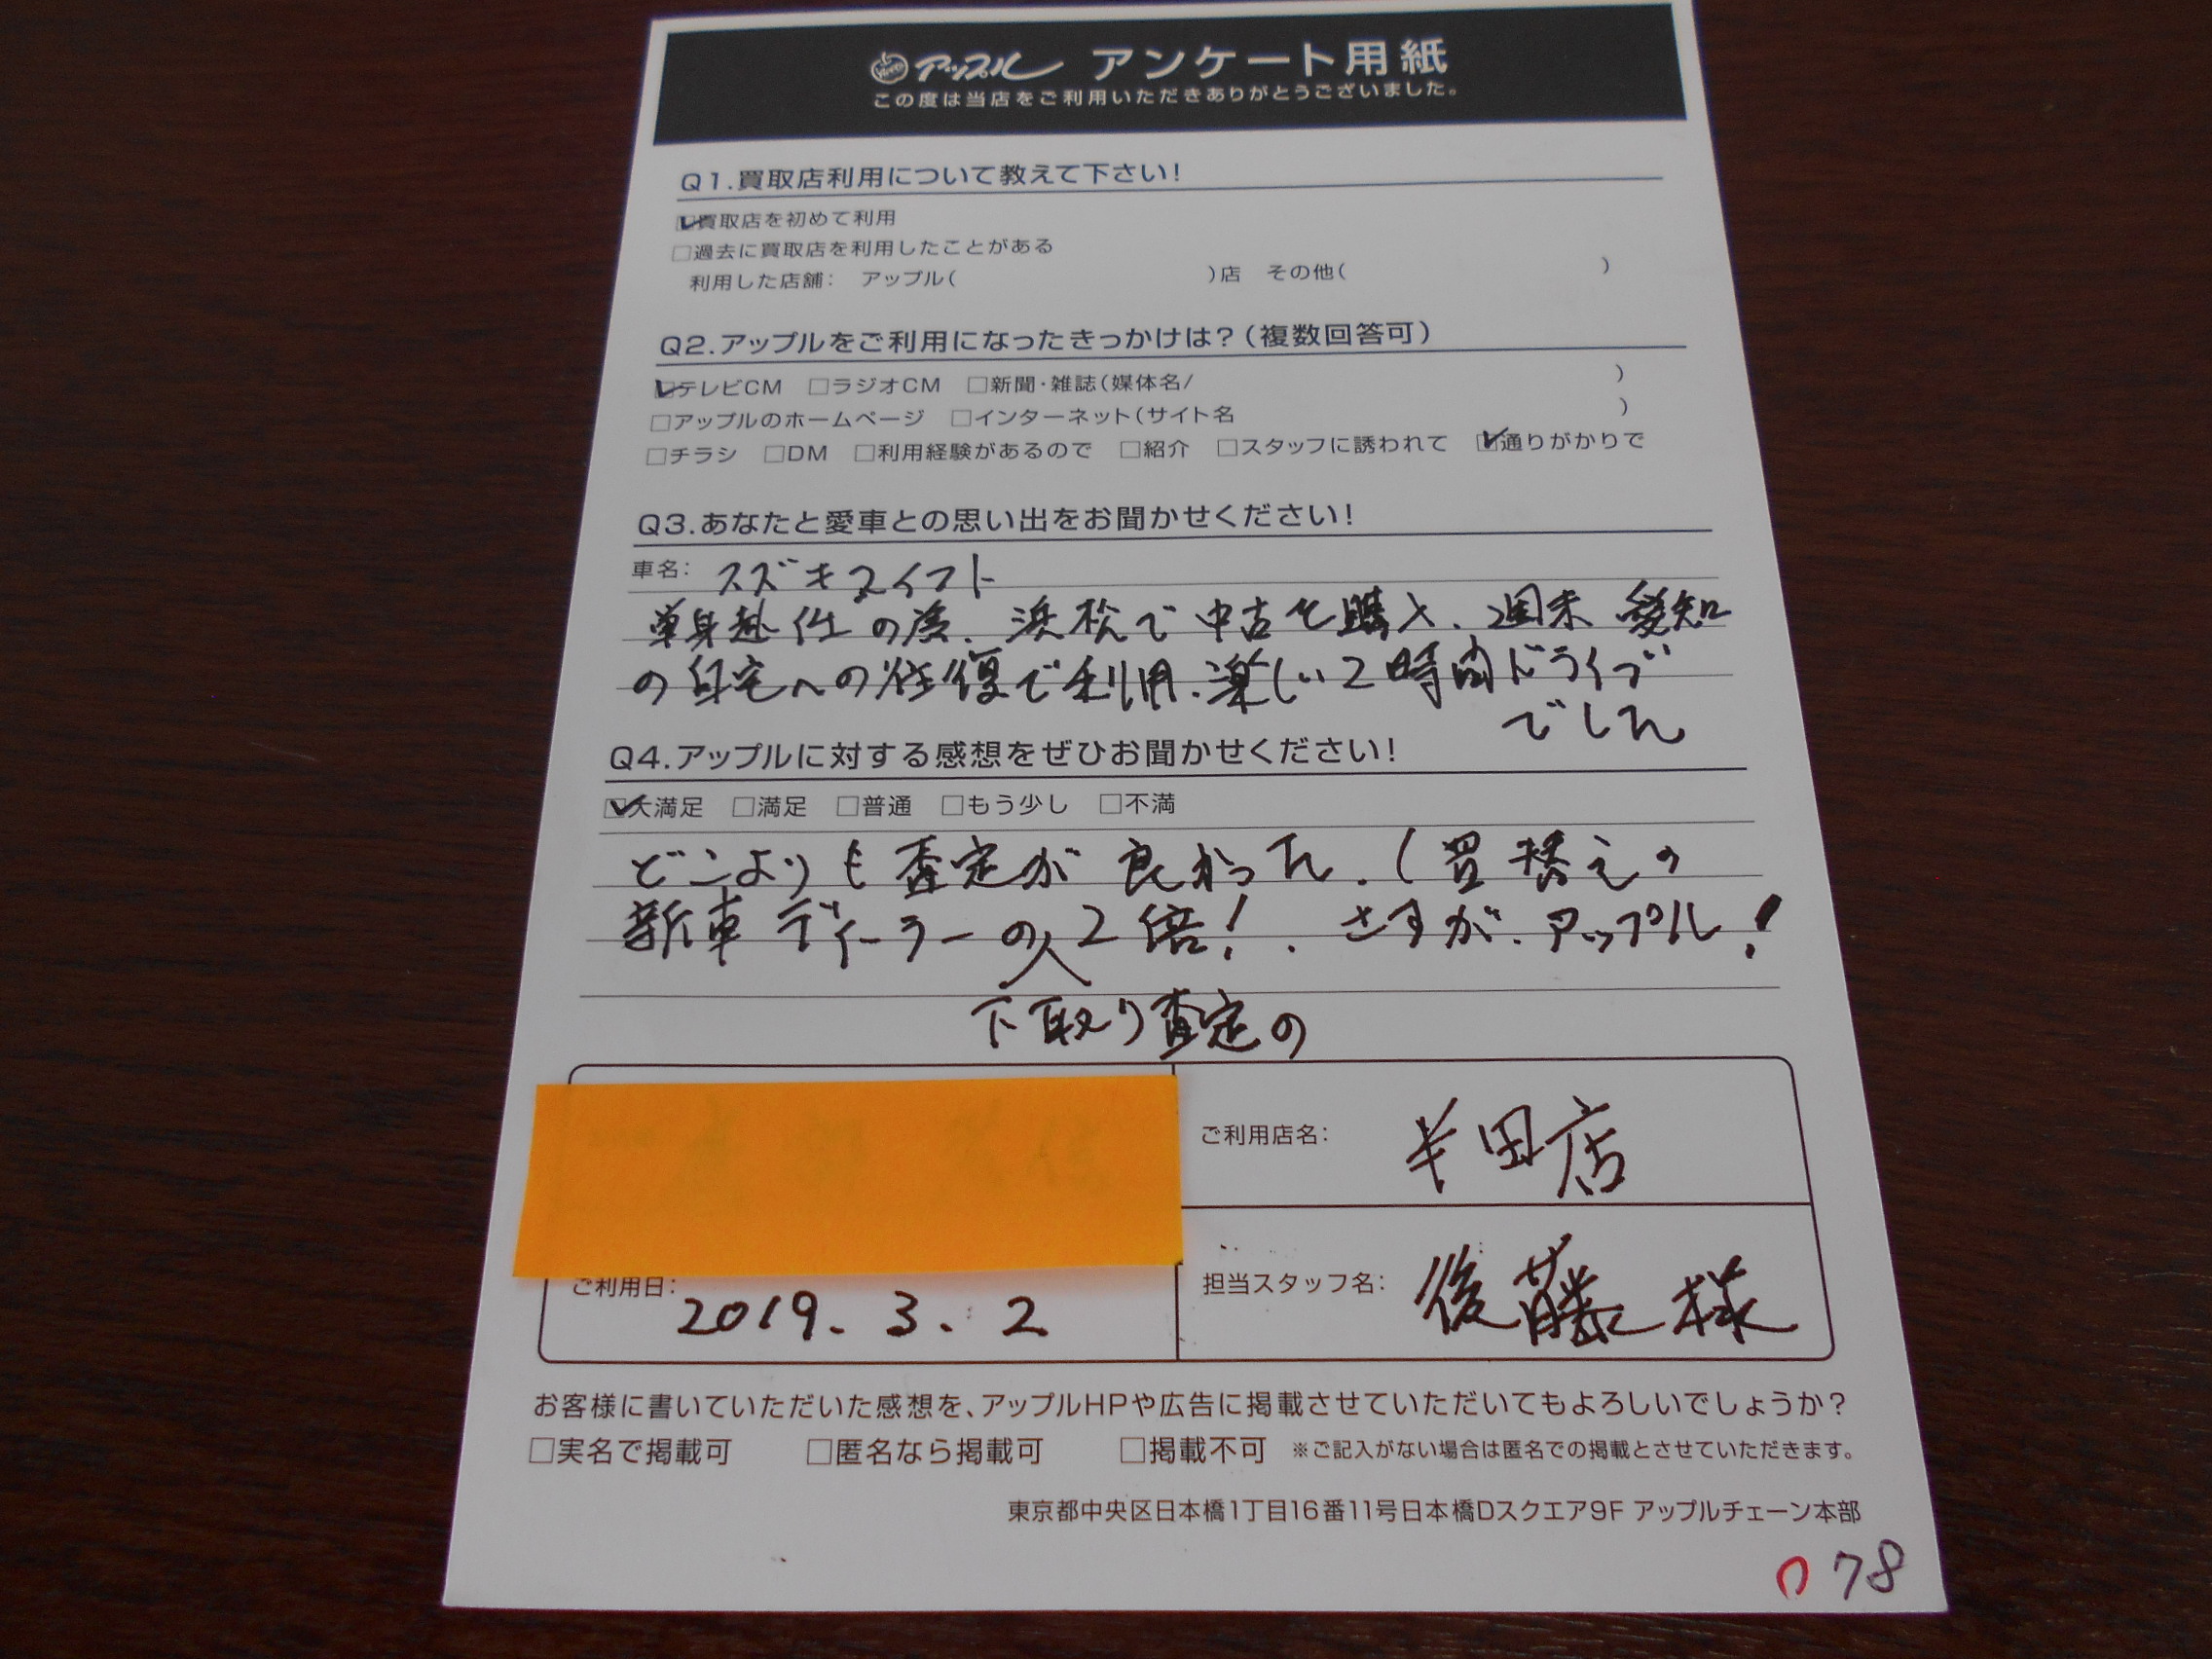 アップル アンケート用紙
この度は当店をご利用いただきありがとうございました。
Q1.買取店利用について教えて下さい!
買取店を初めて利用
過去に買取店を利用したことがある
利用した店舗: アップル( )店 その他( )
Q2.アップルをご利用になったきっかけは?(複数回答可)
テレビCM □ラジオCM □新聞・雑誌(媒体名/ )
□アップルのホームページ □インターネット(サイト名 )
□チラシ □DM □利用経験があるので □紹介 □スタッフに誘われて 通りがかりで
Q3.あなたと愛車との思い出をお聞かせください!
車名: スズキスイフト
単身赴任の為、浜松で中古を購入、週末 愛知
の自宅への往復で利用、楽しい2時間ドライブ
でした
Q4.アップルに対する感想をぜひお聞かせください!
大満足 □満足 □普通 □もう少し □不満
どこよりも査定が良かった、(買替えの
新車ディーラーの2倍!、さすが、アップル!
下取り査定の
ご利用店名: 半田店
ご利用日: 2019.3.2
担当スタッフ名: 後藤様
お客様に書いていただいた感想を、アップルHPや広告に掲載させていただいてもよろしいでしょうか?
□実名で掲載可 □匿名なら掲載可 □掲載不可 ※ご記入がない場合は匿名での掲載とさせていただきます。
東京都中央区日本橋1丁目16番11号日本橋Dスクエア9F アップルチェーン本部
78